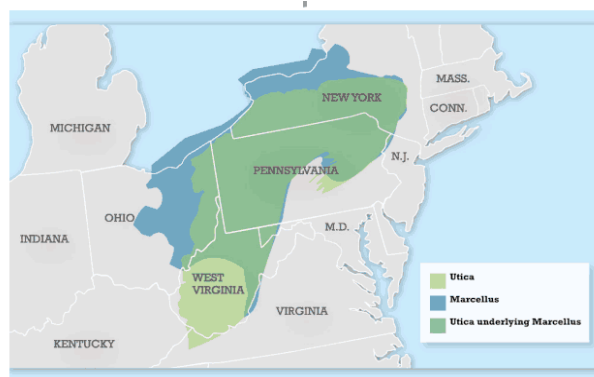 MASS.
NEW YORK
CONN.
MICHIGAN
N.J.
PENNSYLVANIA
OHIO
M.D.
INDIANA
WEST
VIRGINIA
VIRGINIA
KENTUCKY
Utica
Marcellus
Utica underlying Marcellus